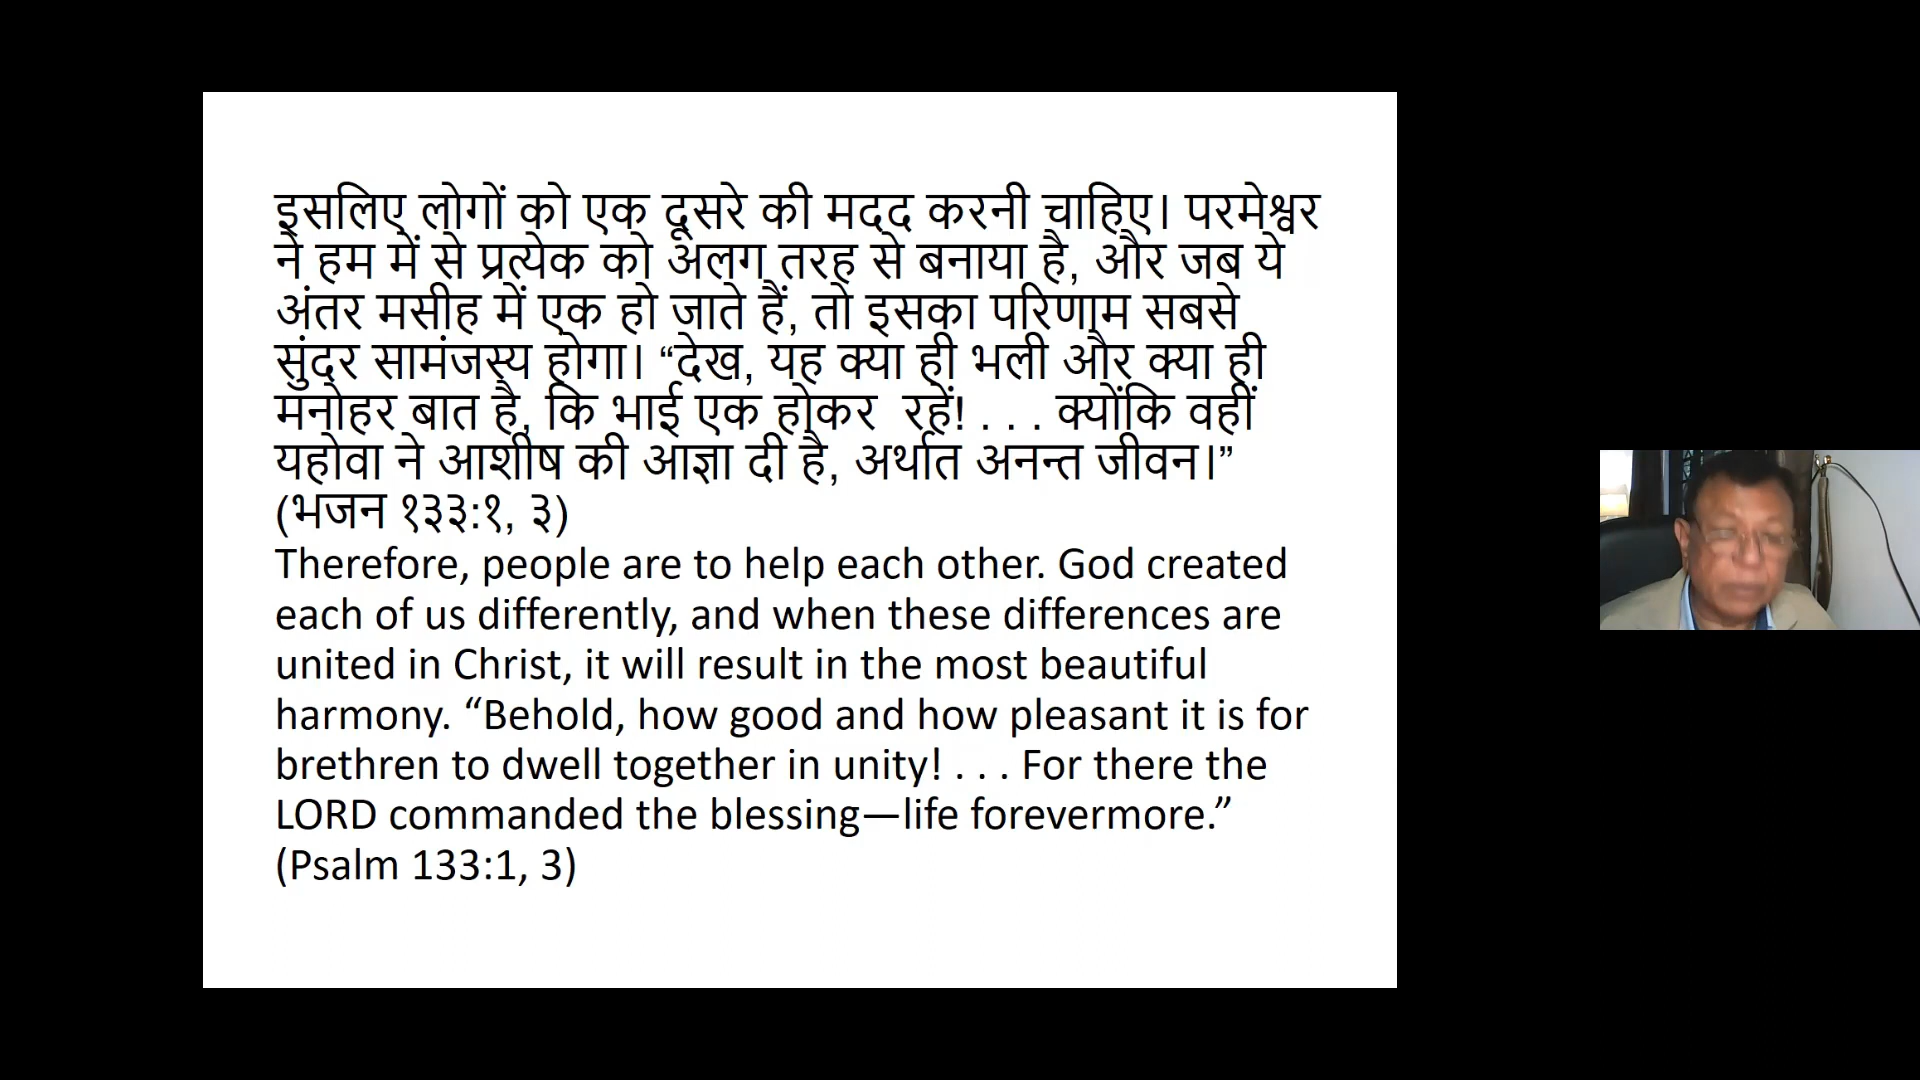 इसलिए लोगों को एक दूसरे की मदद करनी चाहिए। परमेश्वर
ने हम में से प्रत्येक को अलग तरह से बनाया है, और जब ये
अंतर मसीह में एक हो जाते हैं, तो इसका परिणाम सबसे
सुंदर सामंजस्य होगा। “देख, यह क्या ही भली और क्या ही
मनोहर बात है, कि भाई एक होकर  रहें! . . . क्योंकि वहीं
यहोवा ने आशीष की आज्ञा दी है, अर्थात अनन्त जीवन।”
(भजन १३३:१, ३)
Therefore, people are to help each other. God created
each of us differently, and when these differences are
united in Christ, it will result in the most beautiful
harmony. “Behold, how good and how pleasant it is for
brethren to dwell together in unity! . . . For there the
LORD commanded the blessing—life forevermore.”
(Psalm 133:1, 3)